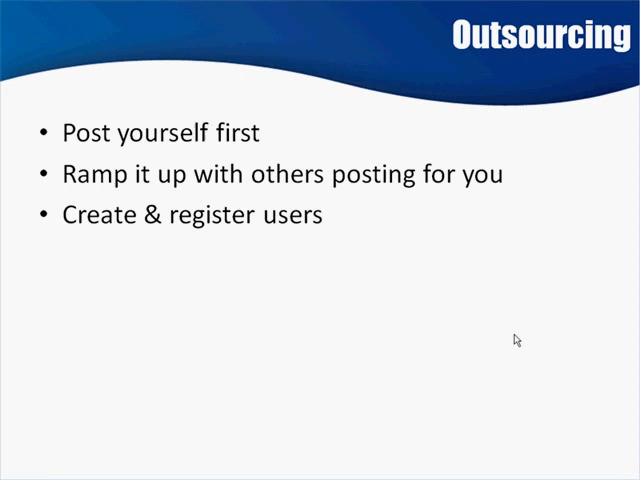 Outsourcing
• Post yourself first
• Ramp it up with others posting for you
• Create & register users